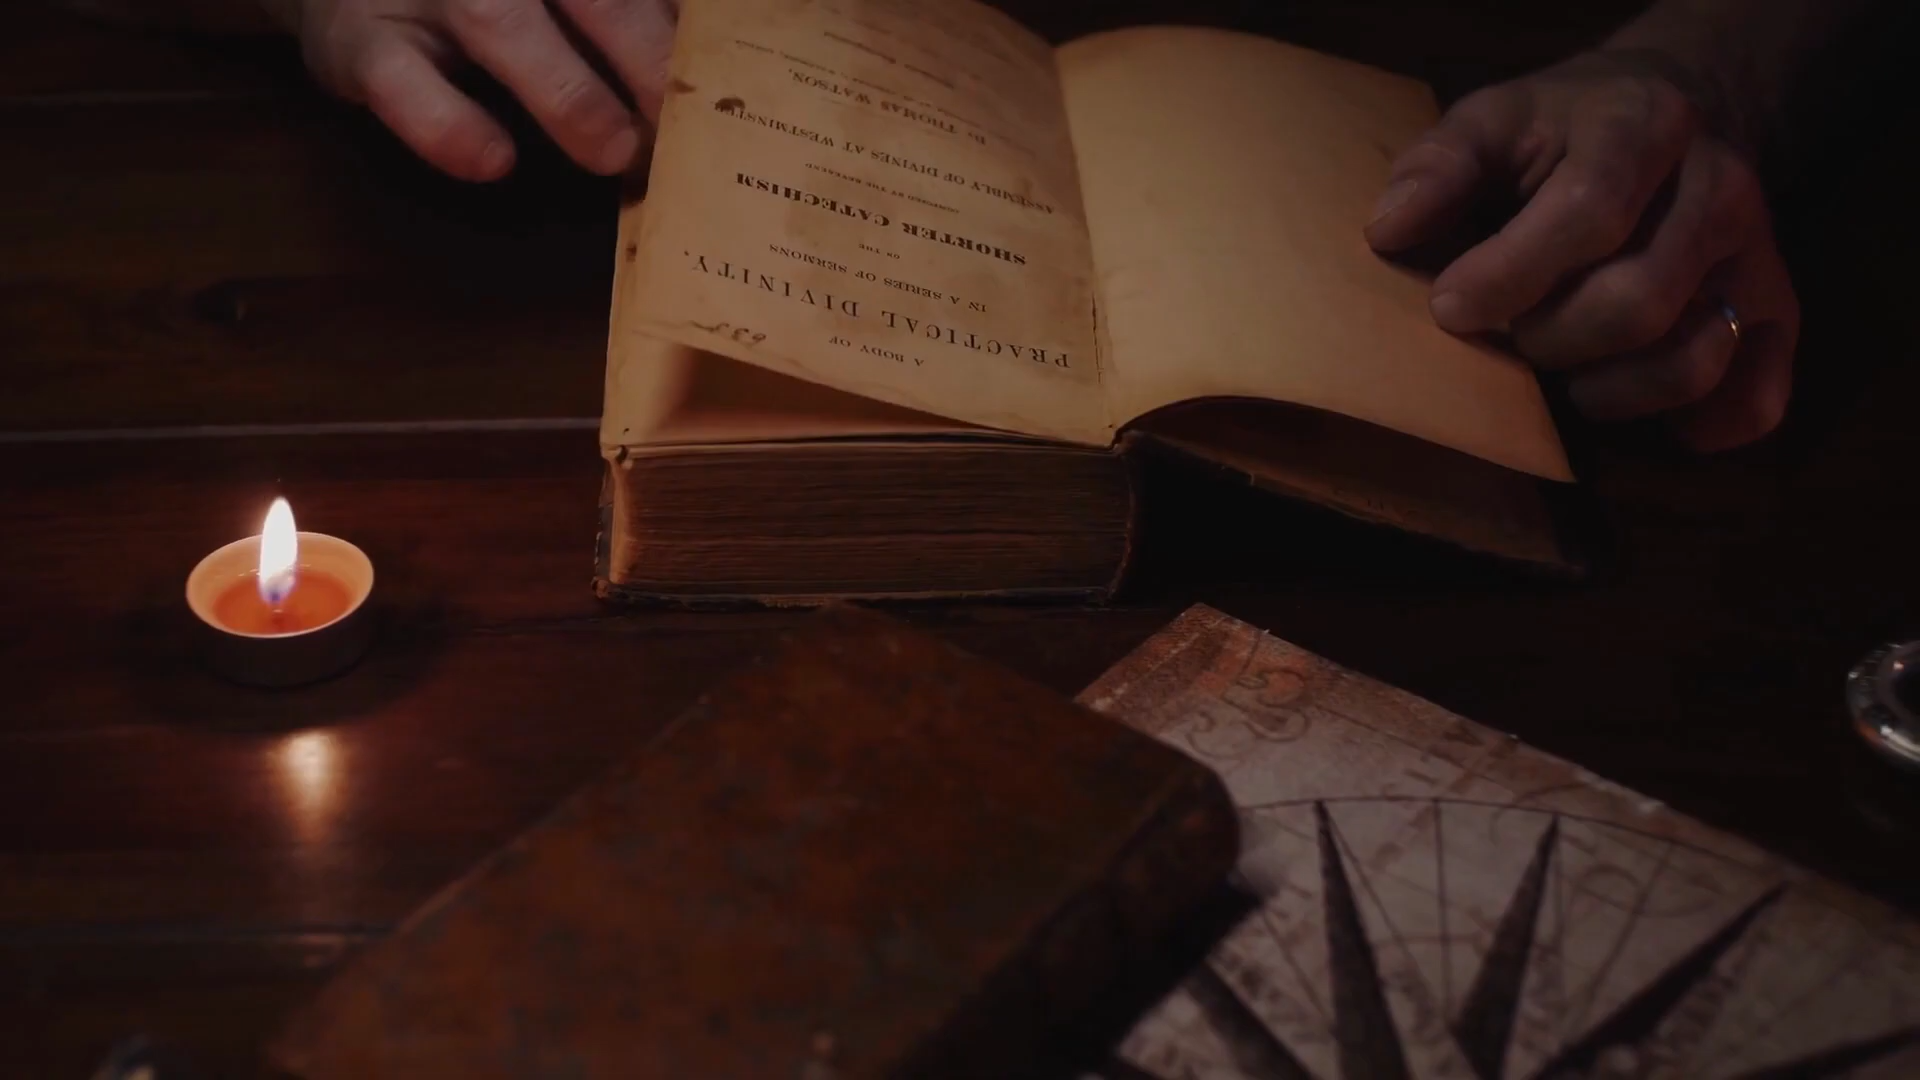 A BODY OF
PRACTICAL DIVINITY,
IN A SERIES OF SERMONS
ON THE
SHORTER CATECHISM
COMPOSED BY THE REVEREND
ASSEMBLY OF DIVINES AT WESTMINSTER
By THOMAS WATSON,